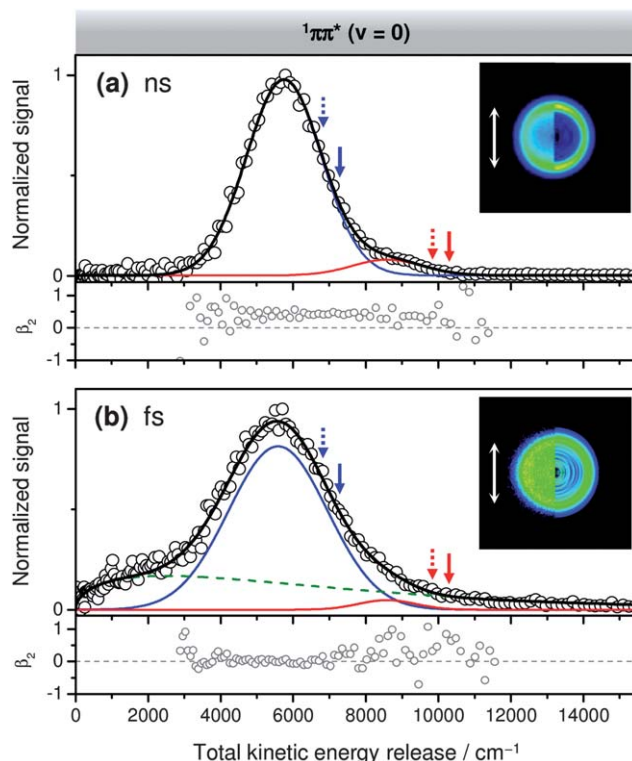 ¹ππ* (v = 0)
(a) ns
Normalized signal
1
0
β₂
1
0
-1
(b) fs
Normalized signal
1
0
β₂
1
0
-1
0 2000 4000 6000 8000 10000 12000 14000
Total kinetic energy release / cm⁻¹